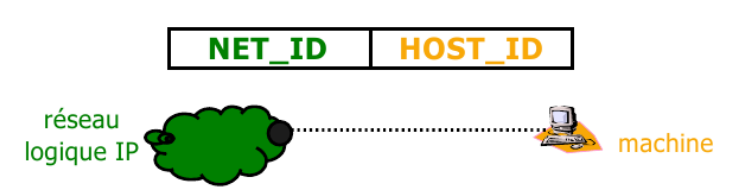 NET_ID HOST_ID
réseau
logique IP
machine